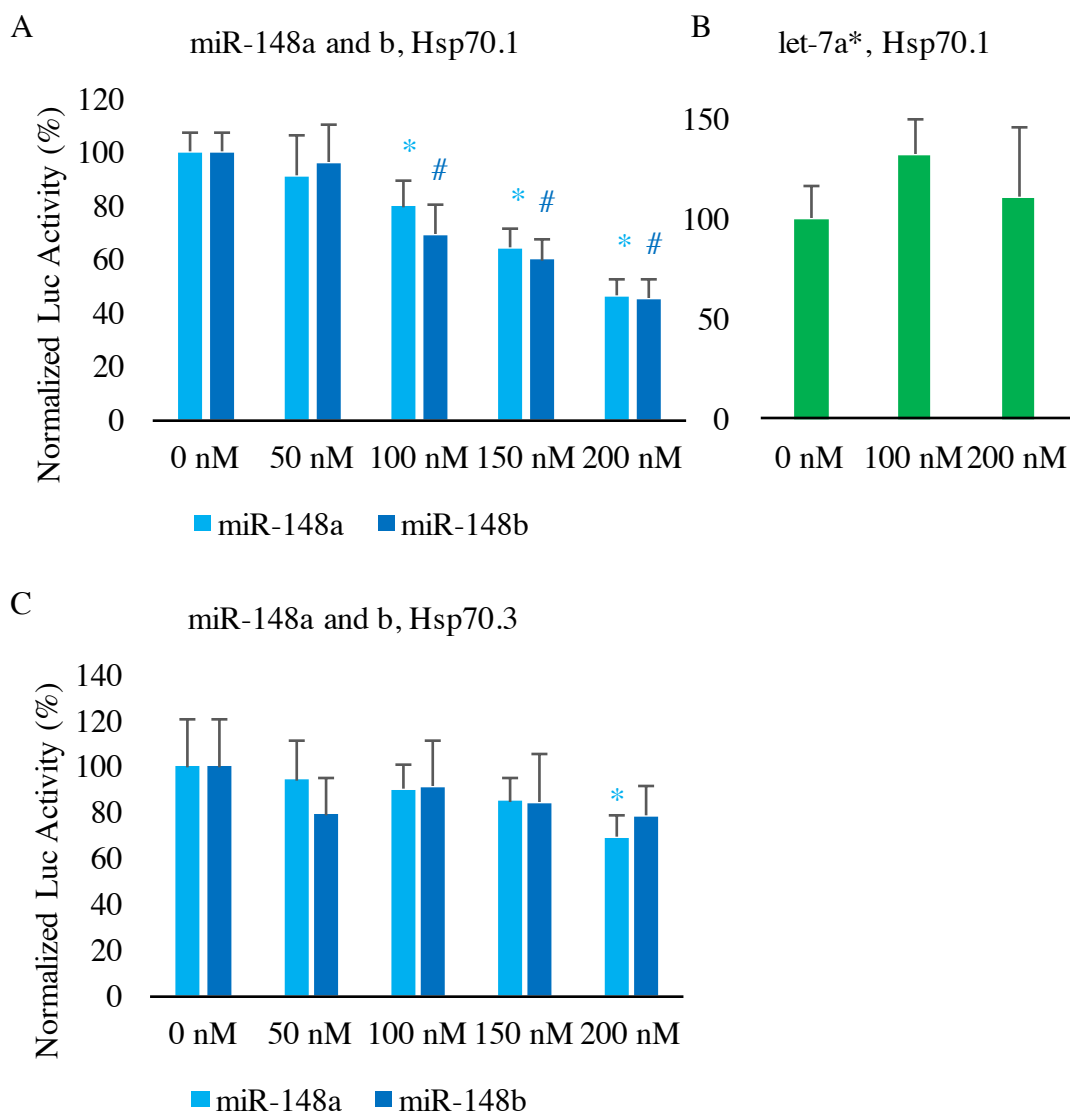 A
miR-148a and b, Hsp70.1
Normalized Luc Activity (%)
120
100
80
60
40
20
0
*
#
*
#
*
#
0 nM 50 nM 100 nM 150 nM 200 nM
miR-148a miR-148b
B
let-7a*, Hsp70.1
150
100
50
0
0 nM 100 nM 200 nM
C
miR-148a and b, Hsp70.3
Normalized Luc Activity (%)
140
120
100
80
60
40
20
0
*
0 nM 50 nM 100 nM 150 nM 200 nM
miR-148a miR-148b